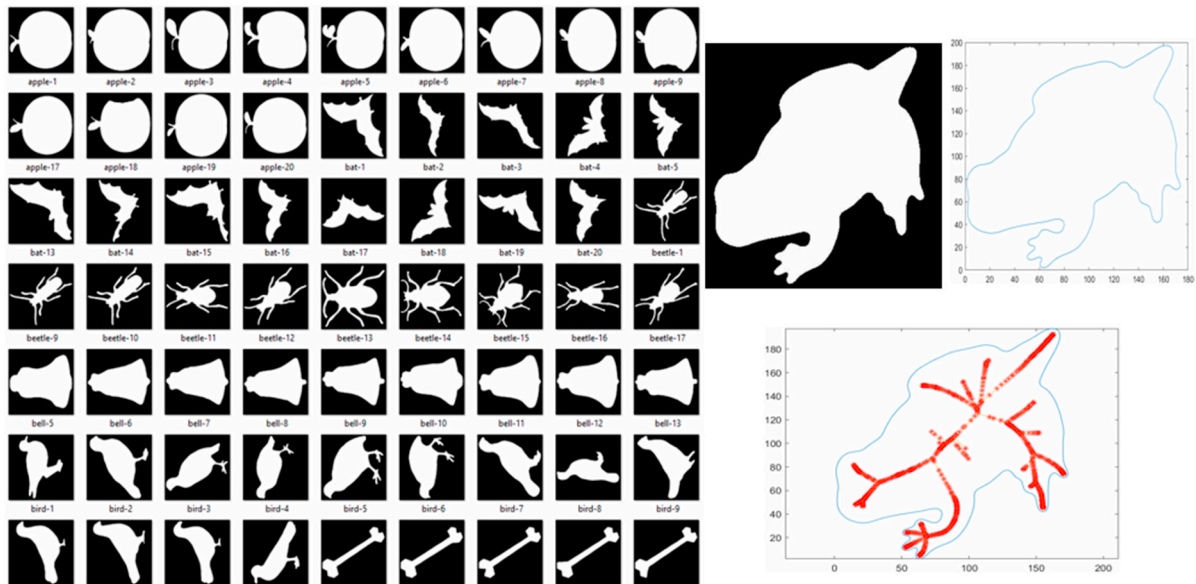 apple-1 apple-2 apple-3 apple-4 apple-5 apple-6 apple-7 apple-8 apple-9
apple-17 apple-18 apple-19 apple-20 bat-1 bat-2 bat-3 bat-4 bat-5
bat-13 bat-14 bat-15 bat-16 bat-17 bat-18 bat-19 bat-20 beetle-1
beetle-9 beetle-10 beetle-11 beetle-12 beetle-13 beetle-14 beetle-15 beetle-16 beetle-17
bell-5 bell-6 bell-7 bell-8 bell-9 bell-10 bell-11 bell-12 bell-13
bird-1 bird-2 bird-3 bird-4 bird-5 bird-6 bird-7 bird-8 bird-9
200
180
160
140
120
100
80
60
40
20
0
0 20 40 60 80 100 120 140 160 180
180
160
140
120
100
80
60
40
20
0 50 100 150 200